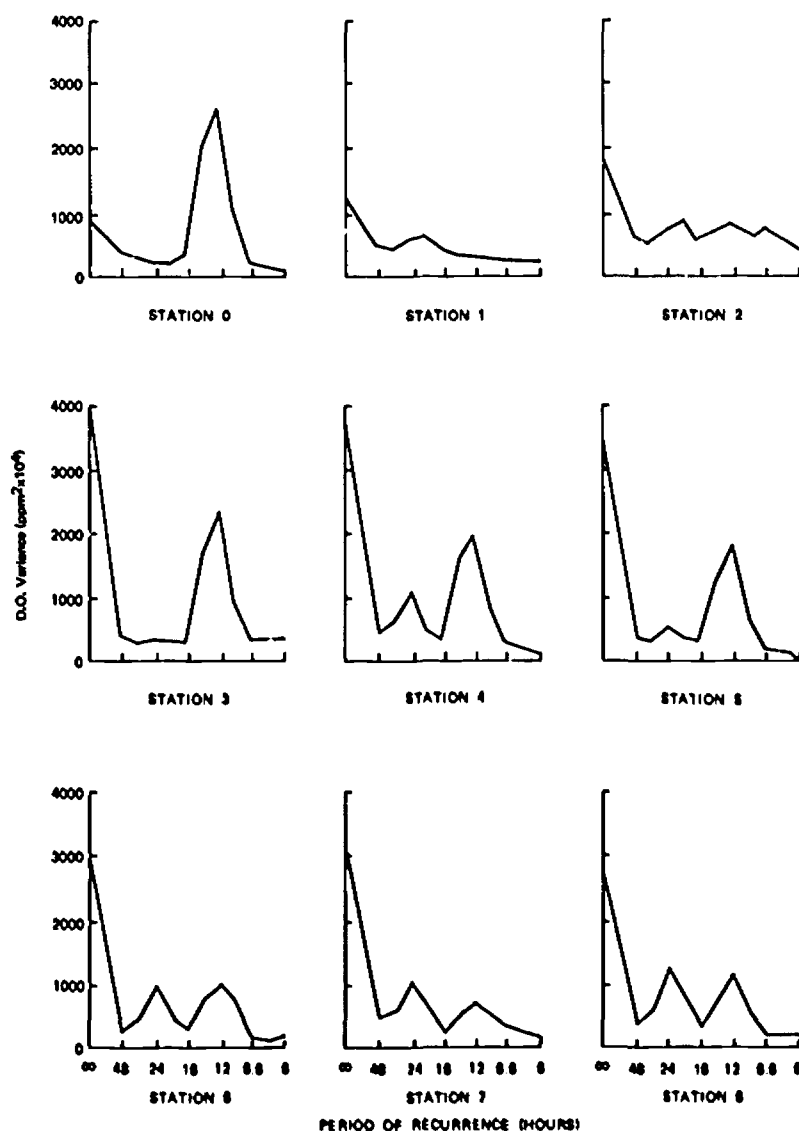 4000
3000
2000
1000
0
STATION 0
STATION 1
STATION 2
D.O. Variance (ppm²x10⁶)
4000
3000
2000
1000
0
STATION 3
STATION 4
STATION 5
4000
3000
2000
1000
0
∞ 48 24 16 12 9.6 8
∞ 48 24 16 12 9.6 8
∞ 48 24 16 12 9.6 8
STATION 6
STATION 7
STATION 8
PERIOD OF RECURRENCE (HOURS)